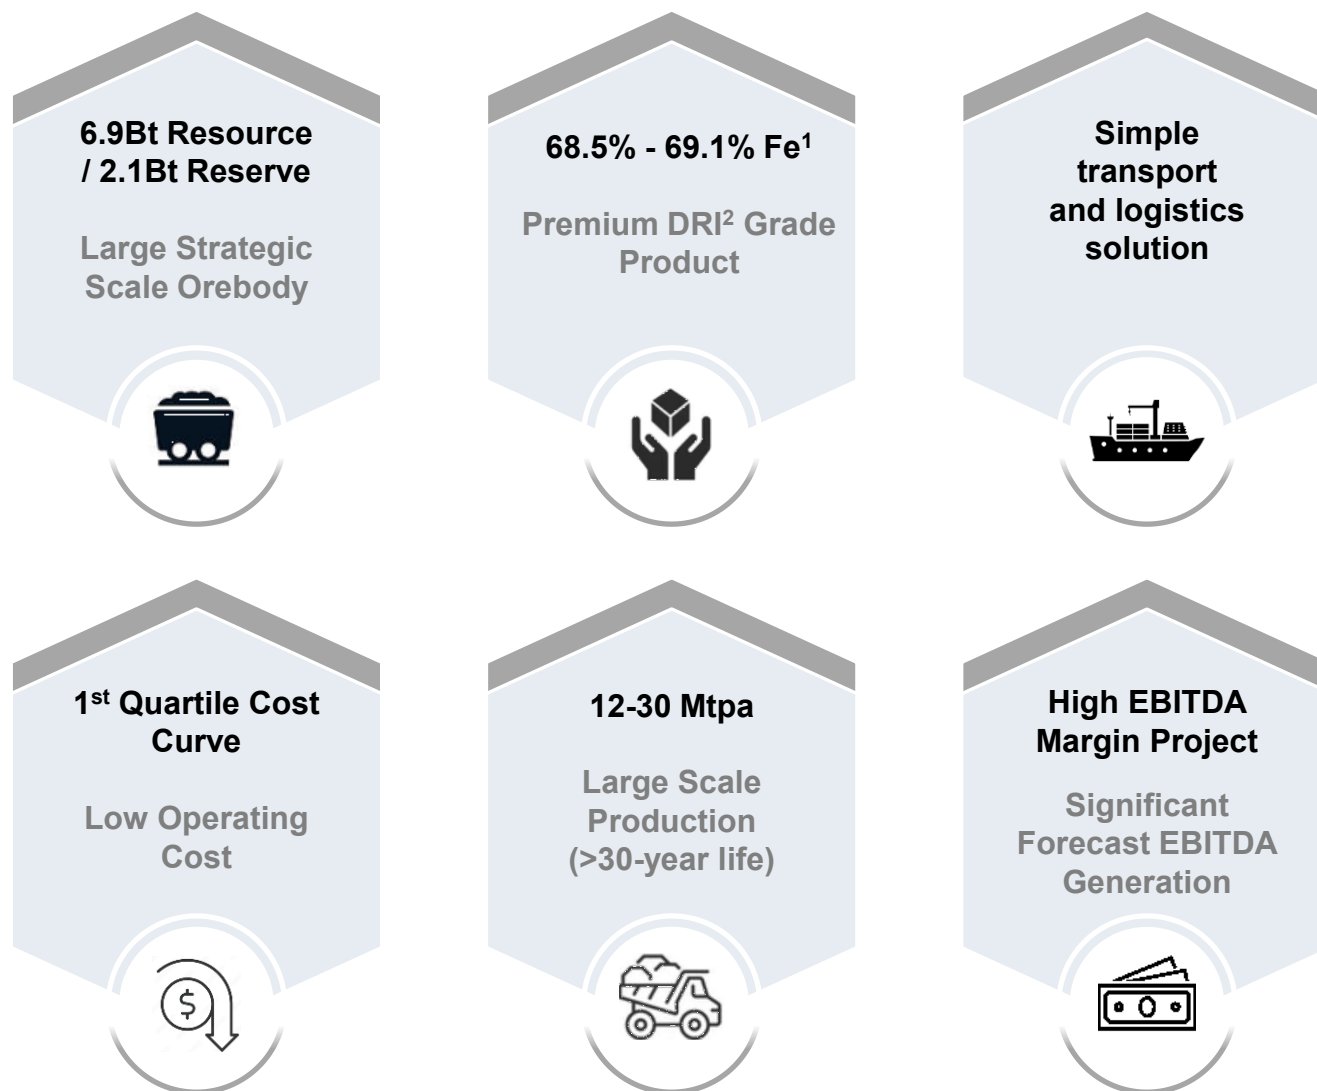 6.9Bt Resource
/ 2.1Bt Reserve
Large Strategic
Scale Orebody
68.5% - 69.1% Fe¹
Premium DRI² Grade
Product
Simple
transport
and logistics
solution
1st Quartile Cost
Curve
Low Operating
Cost
$
12-30 Mtpa
Large Scale
Production
(>30-year life)
High EBITDA
Margin Project
Significant
Forecast EBITDA
Generation